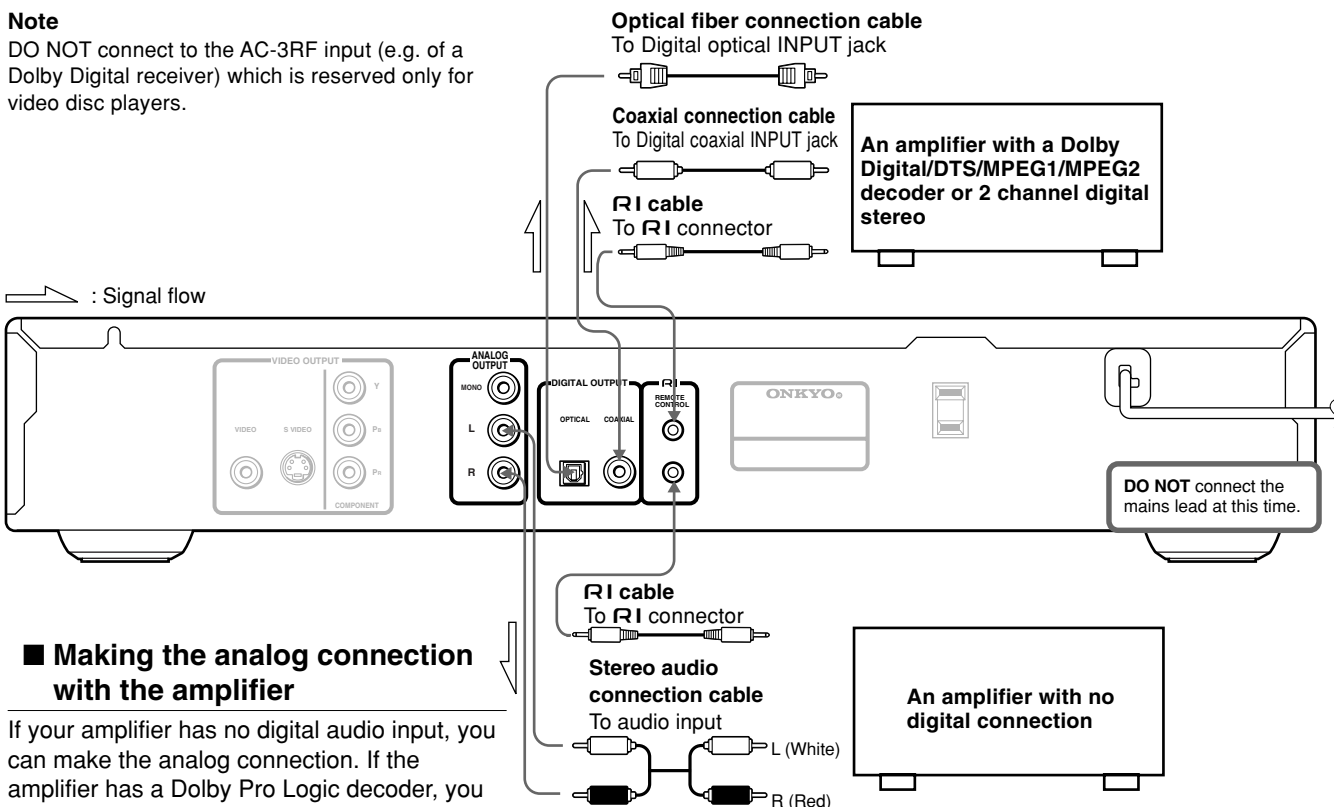 Note
DO NOT connect to the AC-3RF input (e.g. of a
Dolby Digital receiver) which is reserved only for
video disc players.
Optical fiber connection cable
To Digital optical INPUT jack
Coaxial connection cable
To Digital coaxial INPUT jack
An amplifier with a Dolby
Digital/DTS/MPEG1/MPEG2
decoder or 2 channel digital
stereo
RI cable
To RI connector
: Signal flow
VIDEO OUTPUT
VIDEO
S VIDEO
Y
PB
PR
COMPONENT
ANALOG
OUTPUT
MONO
L
R
DIGITAL OUTPUT
OPTICAL
COAXIAL
RI
REMOTE
CONTROL
ONKYO
DO NOT connect the
mains lead at this time.
RI cable
To RI connector
■ Making the analog connection
with the amplifier
If your amplifier has no digital audio input, you
can make the analog connection. If the
amplifier has a Dolby Pro Logic decoder, you
Stereo audio
connection cable
To audio input
L (White)
R (Red)
An amplifier with no
digital connection